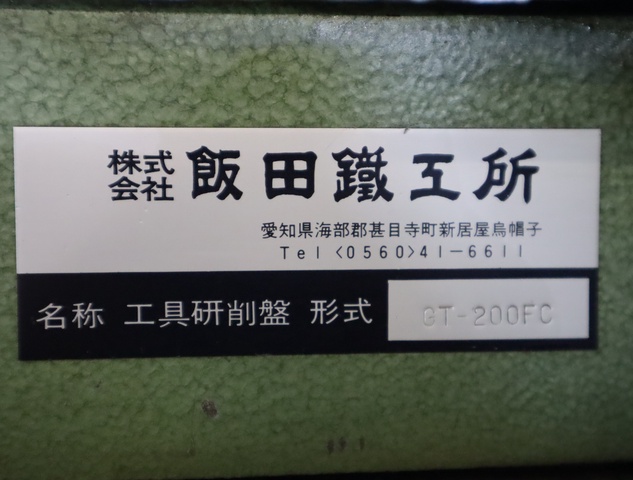 株式会社 飯田鐵工所
愛知県海部郡甚目寺町新居屋烏帽子
Tel <0560>41-6611
名称 工具研削盤 形式 GT-200FC